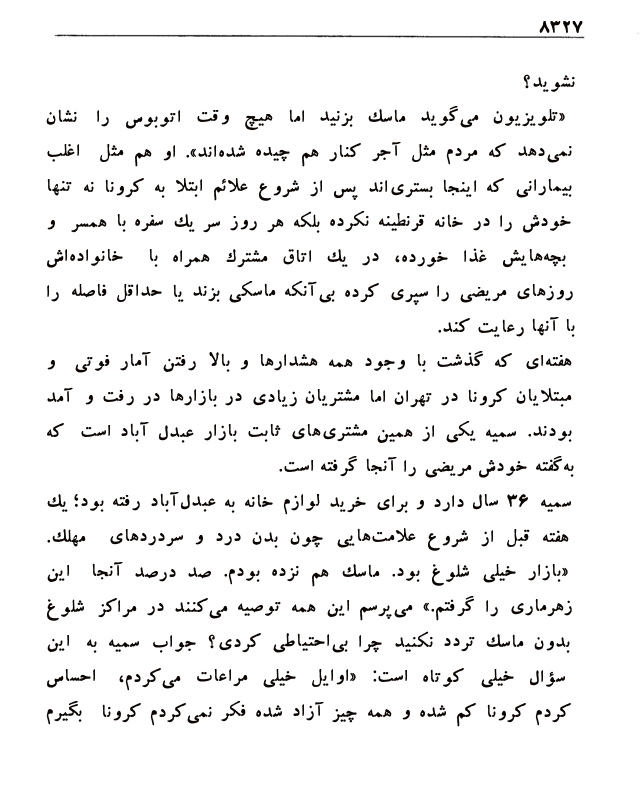 ۸۳۲۷
نشوید؟
«تلویزیون می‌گوید ماسك بزنید اما هیچ وقت اتوبوس را نشان
نمی‌دهد که مردم مثل آجر کنار هم چیده شده‌اند». او هم مثل اغلب
بیمارانی که اینجا بستری‌اند پس از شروع علائم ابتلا به کرونا نه تنها
خودش را در خانه قرنطینه نکرده بلکه هر روز سر یك سفره با همسر و
بچه‌هایش غذا خورده، در یك اتاق مشترك همراه با خانواده‌اش
روزهای مریضی را سپری کرده بی‌آنکه ماسکی بزند یا حداقل فاصله را
با آنها رعایت کند.
هفته‌ای که گذشت با وجود همه هشدارها و بالا رفتن آمار فوتی و
مبتلایان کرونا در تهران اما مشتریان زیادی در بازارها در رفت و آمد
بودند. سمیه یکی از همین مشتری‌های ثابت بازار عبدل آباد است که
به‌گفته خودش مریضی را آنجا گرفته است.
سمیه ۳۶ سال دارد و برای خرید لوازم خانه به عبدل‌آباد رفته بود؛ یك
هفته قبل از شروع علامت‌هایی چون بدن درد و سردردهای مهلك.
«بازار خیلی شلوغ بود. ماسك هم نزده بودم. صد درصد آنجا این
زهرماری را گرفتم.» می‌پرسم این همه توصیه می‌کنند در مراکز شلوغ
بدون ماسك تردد نکنید چرا بی‌احتیاطی کردی؟ جواب سمیه به این
سؤال خیلی کوتاه است: «اوایل خیلی مراعات می‌کردم، احساس
کردم کرونا کم شده و همه چیز آزاد شده فکر نمی‌کردم کرونا بگیرم